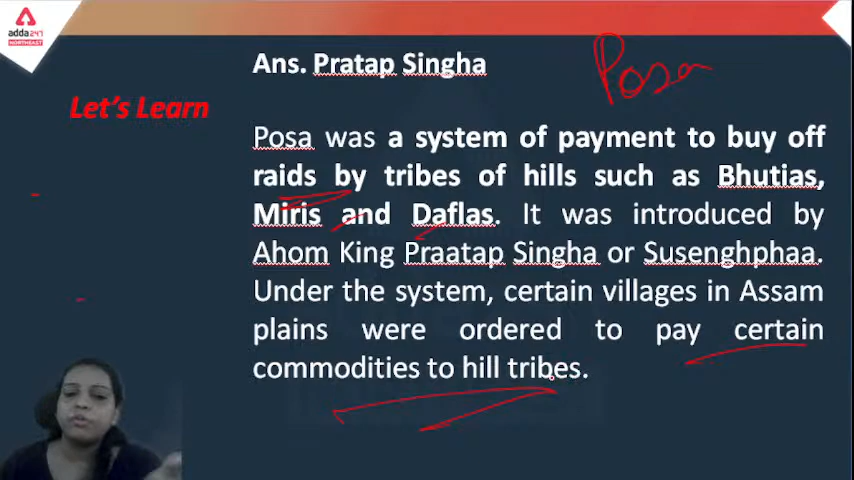 adda247
NORTHEAST
Ans. Pratap Singha
Posa
Let's Learn
Posa was a system of payment to buy off
raids by tribes of hills such as Bhutias,
Miris and Daflas. It was introduced by
Ahom King Praatap Singha or Susenghphaa.
Under the system, certain villages in Assam
plains were ordered to pay certain
commodities to hill tribes.